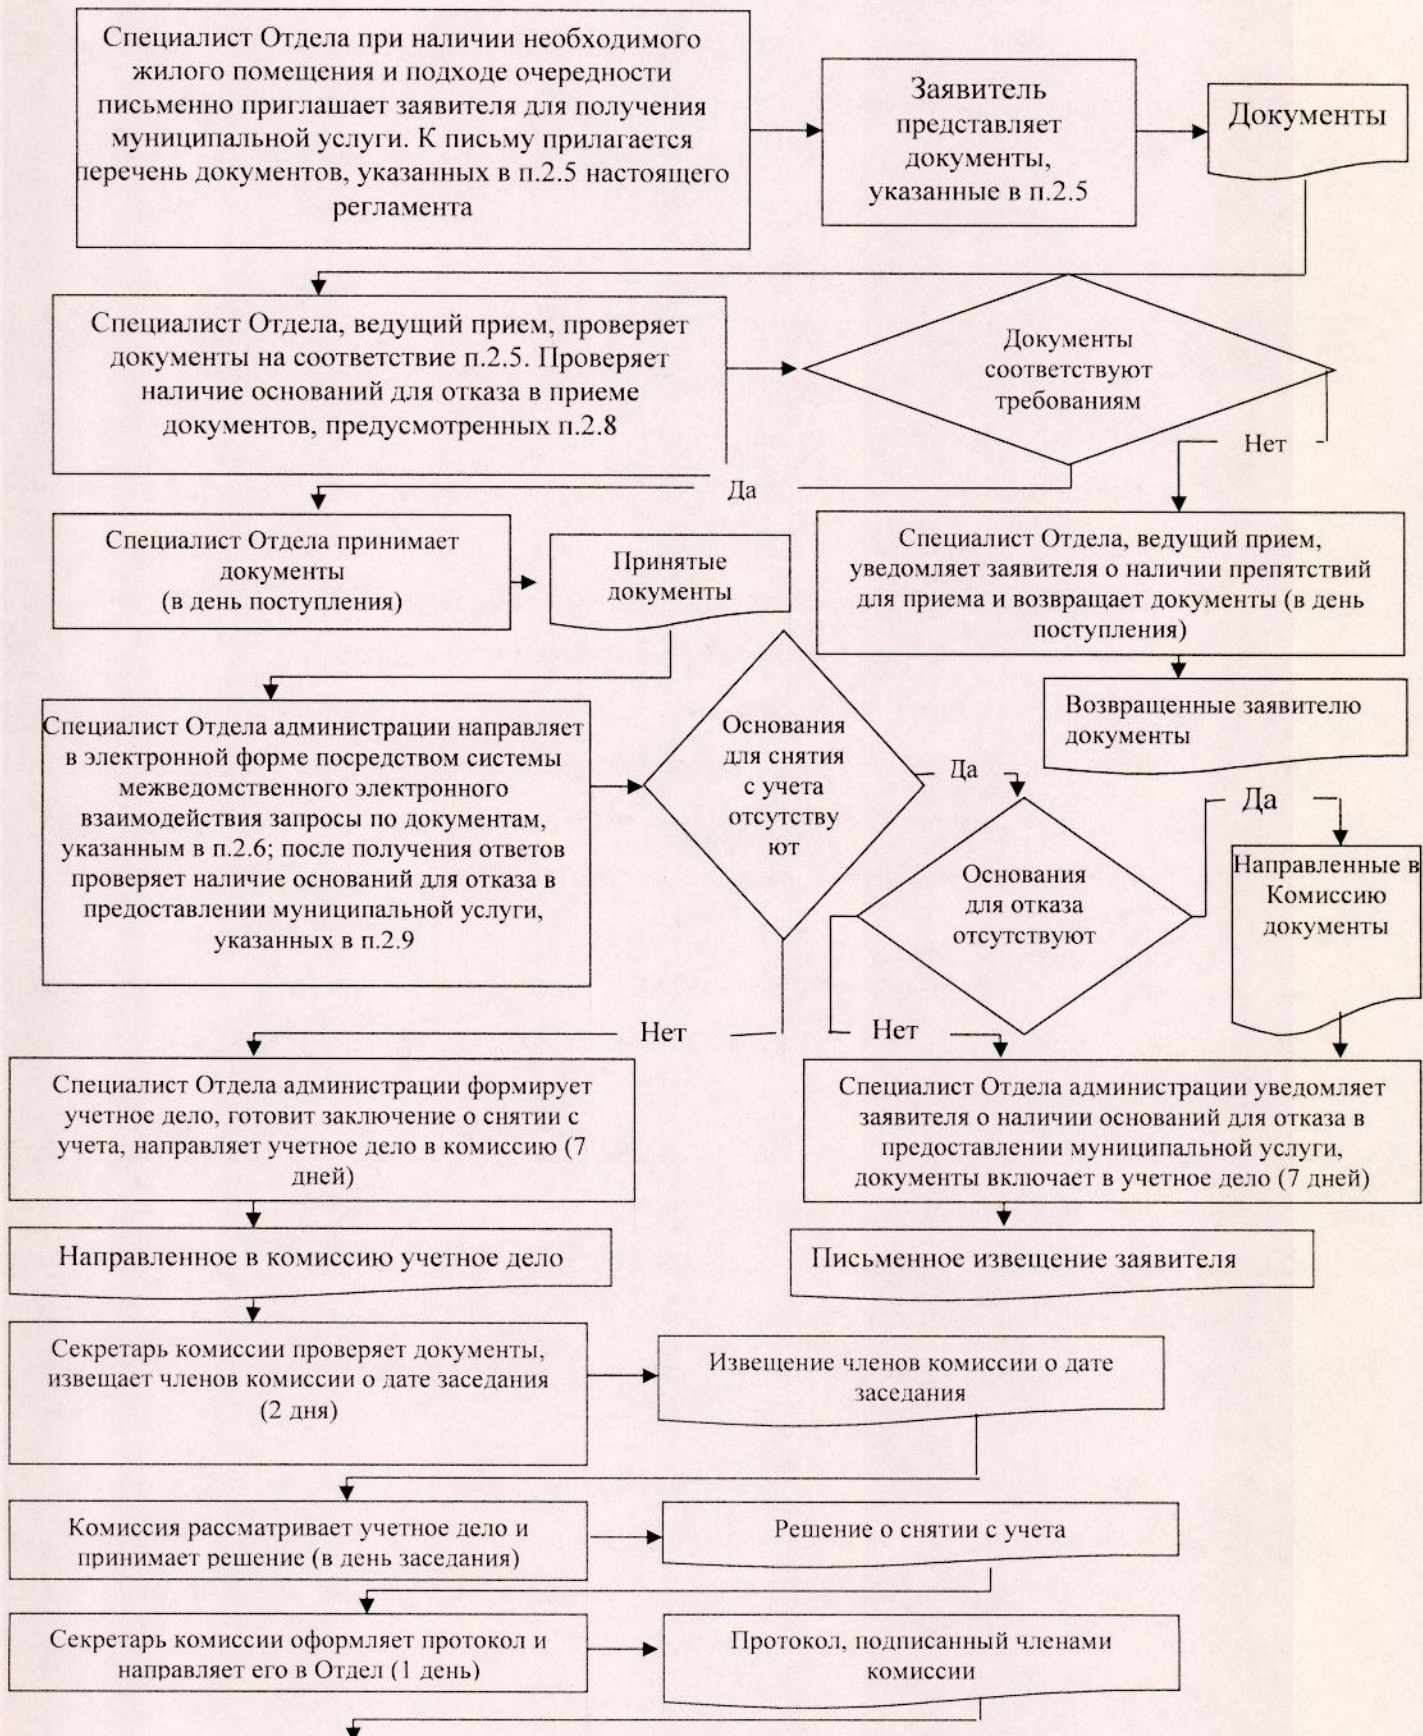 Специалист Отдела при наличии необходимого
жилого помещения и подходе очередности
письменно приглашает заявителя для получения
муниципальной услуги. К письму прилагается
перечень документов, указанных в п.2.5 настоящего
регламента
Заявитель
представляет
документы,
указанные в п.2.5
Документы
Специалист Отдела, ведущий прием, проверяет
документы на соответствие п.2.5. Проверяет
наличие оснований для отказа в приеме
документов, предусмотренных п.2.8
Документы
соответствуют
требованиям
Нет
Да
Специалист Отдела принимает
документы
(в день поступления)
Принятые
документы
Специалист Отдела, ведущий прием,
уведомляет заявителя о наличии препятствий
для приема и возвращает документы (в день
поступления)
Возвращенные заявителю
документы
Специалист Отдела администрации направляет
в электронной форме посредством системы
межведомственного электронного
взаимодействия запросы по документам,
указанным в п.2.6; после получения ответов
проверяет наличие оснований для отказа в
предоставлении муниципальной услуги,
указанных в п.2.9
Основания
для снятия
с учета
отсутству
ют
Да
Основания
для отказа
отсутствуют
Да
Направленные в
Комиссию
документы
Нет
Нет
Специалист Отдела администрации формирует
учетное дело, готовит заключение о снятии с
учета, направляет учетное дело в комиссию (7
дней)
Специалист Отдела администрации уведомляет
заявителя о наличии оснований для отказа в
предоставлении муниципальной услуги,
документы включает в учетное дело (7 дней)
Направленное в комиссию учетное дело
Письменное извещение заявителя
Секретарь комиссии проверяет документы,
извещает членов комиссии о дате заседания
(2 дня)
Извещение членов комиссии о дате
заседания
Комиссия рассматривает учетное дело и
принимает решение (в день заседания)
Решение о снятии с учета
Секретарь комиссии оформляет протокол и
направляет его в Отдел (1 день)
Протокол, подписанный членами
комиссии